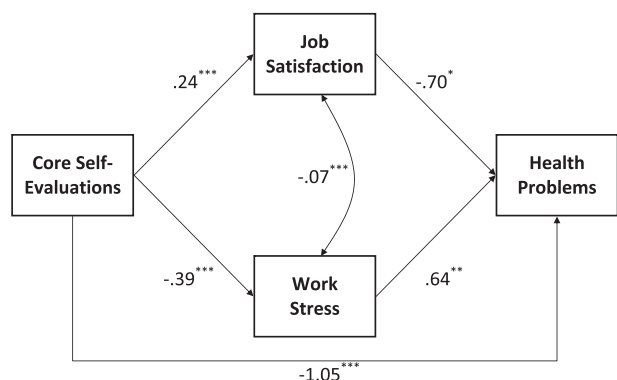 Job
Satisfaction
.24***
-.70*
Core Self-
Evaluations
-.07***
Health
Problems
-.39***
Work
Stress
.64**
-1.05***